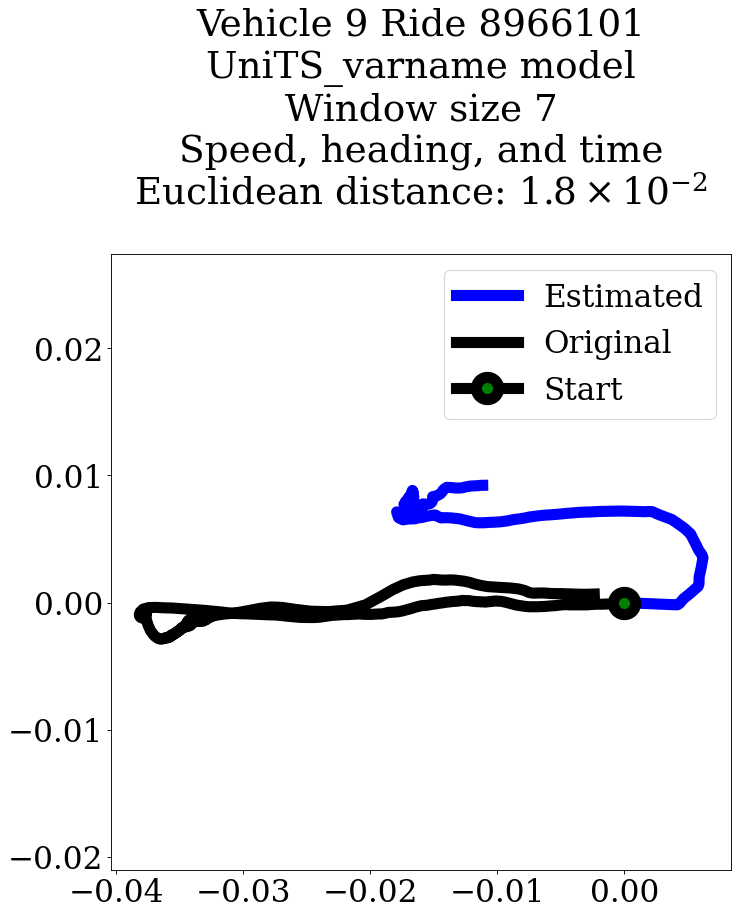 Vehicle 9 Ride 8966101
UniTS_varname model
Window size 7
Speed, heading, and time
Euclidean distance: 1.8 × 10⁻²
Estimated
Original
Start
0.02
0.01
0.00
−0.01
−0.02
−0.04 −0.03 −0.02 −0.01 0.00